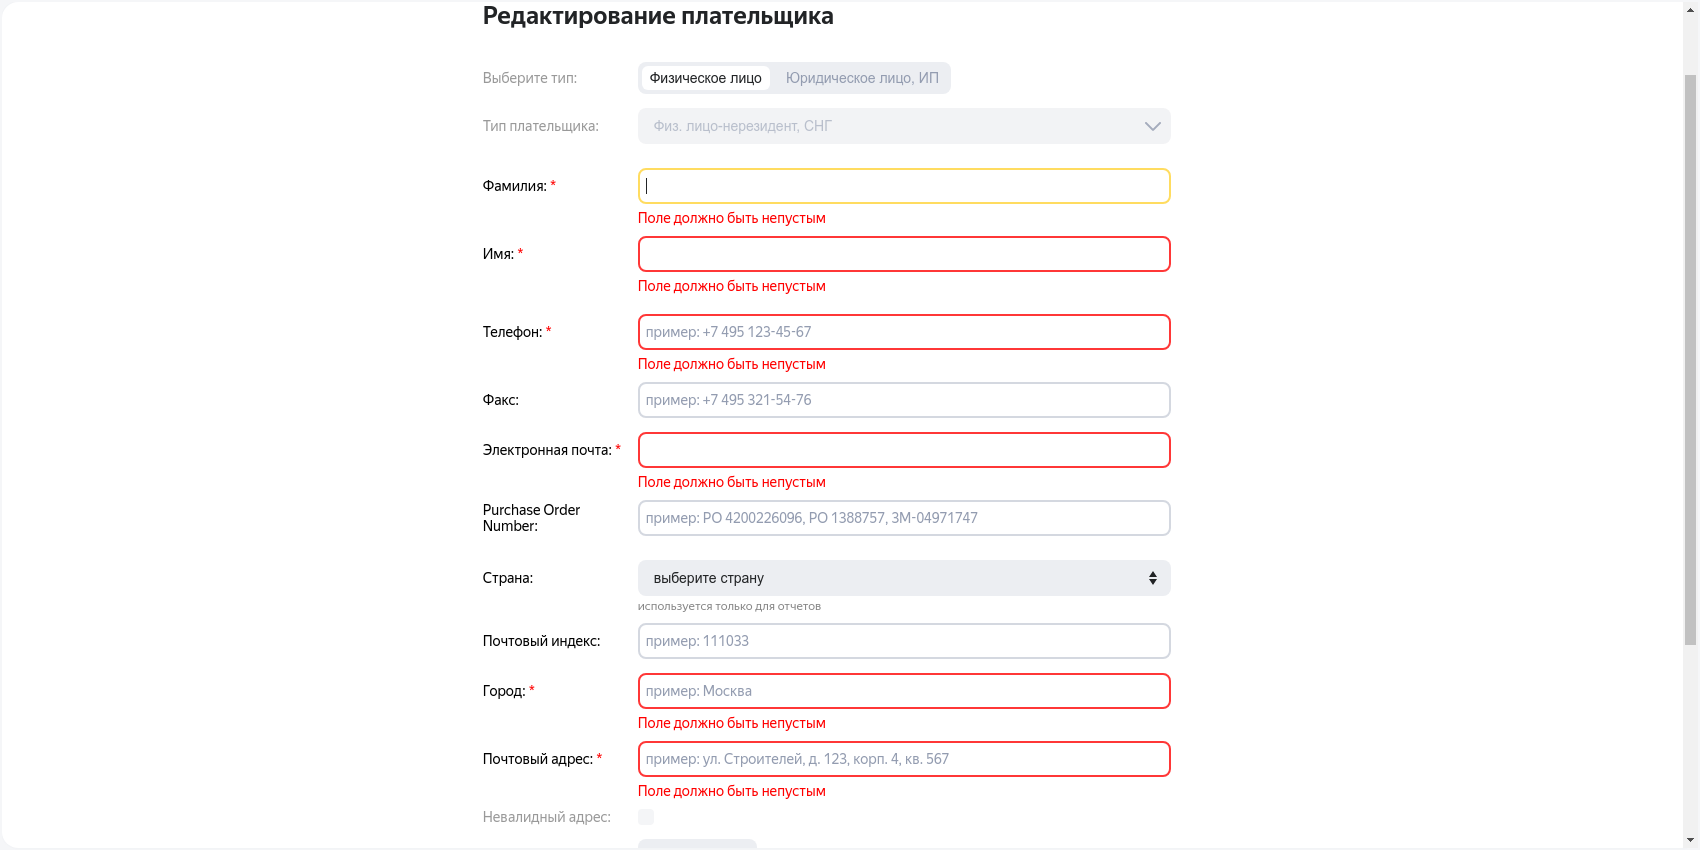 Редактирование плательщика
Выберите тип: Физическое лицо Юридическое лицо, ИП
Тип плательщика: Физ. лицо-нерезидент, СНГ
Фамилия: *
Поле должно быть непустым
Имя: *
Поле должно быть непустым
Телефон: * пример: +7 495 123-45-67
Поле должно быть непустым
Факс: пример: +7 495 321-54-76
Электронная почта: *
Поле должно быть непустым
Purchase Order
Number:
пример: PO 4200226096, PO 1388757, ЗМ-04971747
Страна: выберите страну
используется только для отчетов
Почтовый индекс: пример: 111033
Город: * пример: Москва
Поле должно быть непустым
Почтовый адрес: * пример: ул. Строителей, д. 123, корп. 4, кв. 567
Поле должно быть непустым
Невалидный адрес: